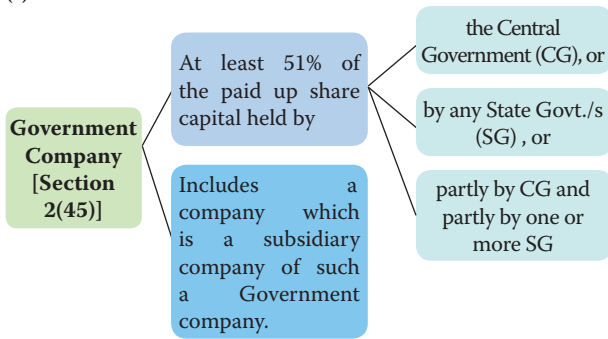 Government
Company
[Section
2(45)]
At least 51% of
the paid up share
capital held by
the Central
Government (CG), or
by any State Govt./s
(SG) , or
partly by CG and
partly by one or
more SG
Includes a
company which
is a subsidiary
company of such
a Government
company.